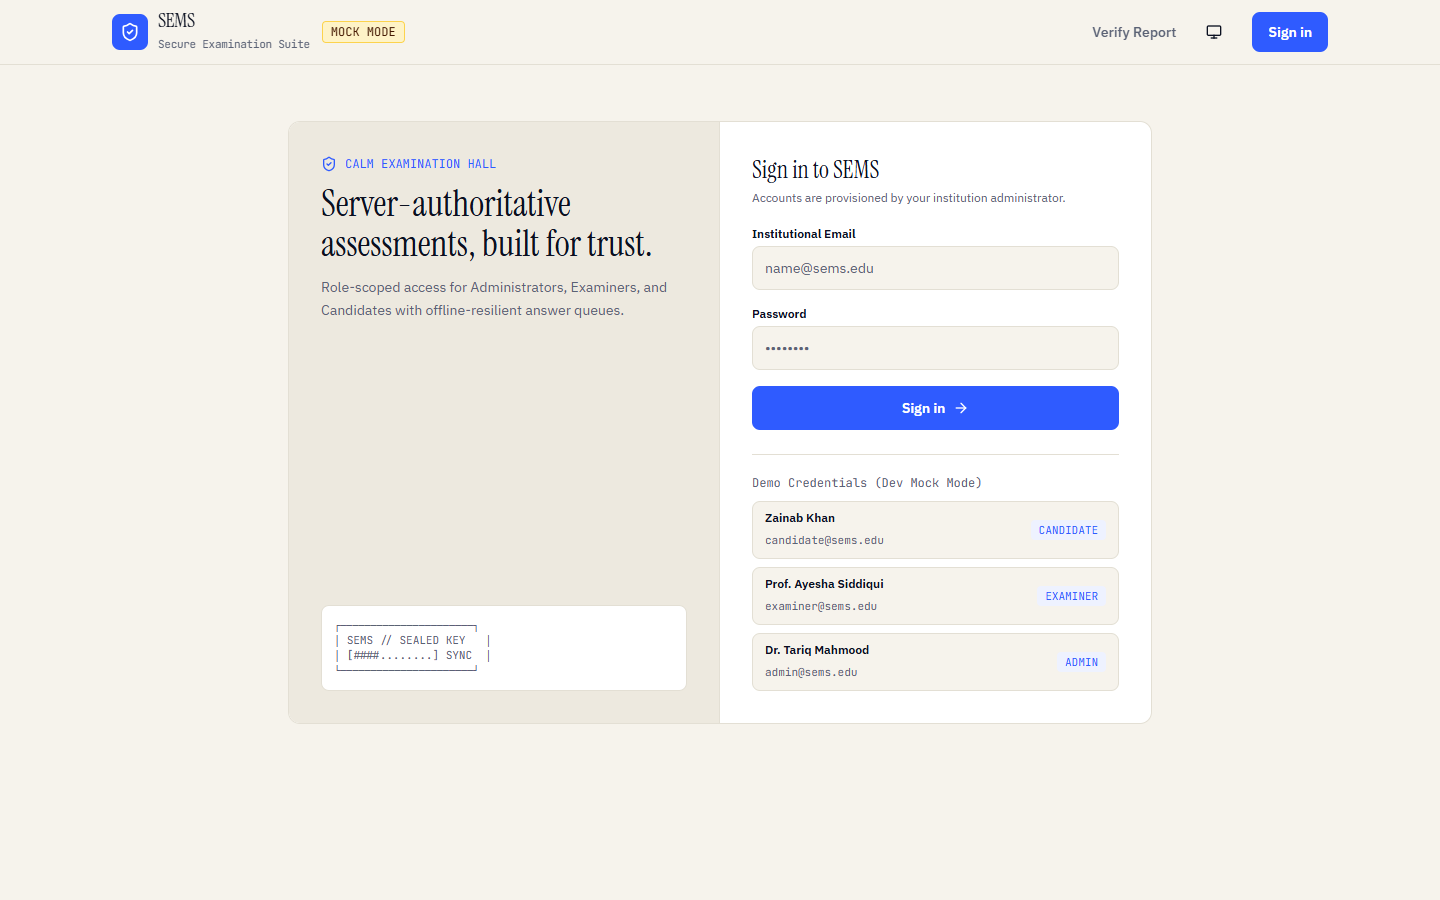 SEMS
Secure Examination Suite
MOCK MODE
Verify Report
Sign in
CALM EXAMINATION HALL
Server-authoritative
assessments, built for trust.
Role-scoped access for Administrators, Examiners, and
Candidates with offline-resilient answer queues.
┌────────────────────┐
| SEMS // SEALED KEY   |
| [####........] SYNC  |
└────────────────────┘
Sign in to SEMS
Accounts are provisioned by your institution administrator.
Institutional Email
name@sems.edu
Password
••••••••
Sign in →
Demo Credentials (Dev Mock Mode)
Zainab Khan
candidate@sems.edu
CANDIDATE
Prof. Ayesha Siddiqui
examiner@sems.edu
EXAMINER
Dr. Tariq Mahmood
admin@sems.edu
ADMIN